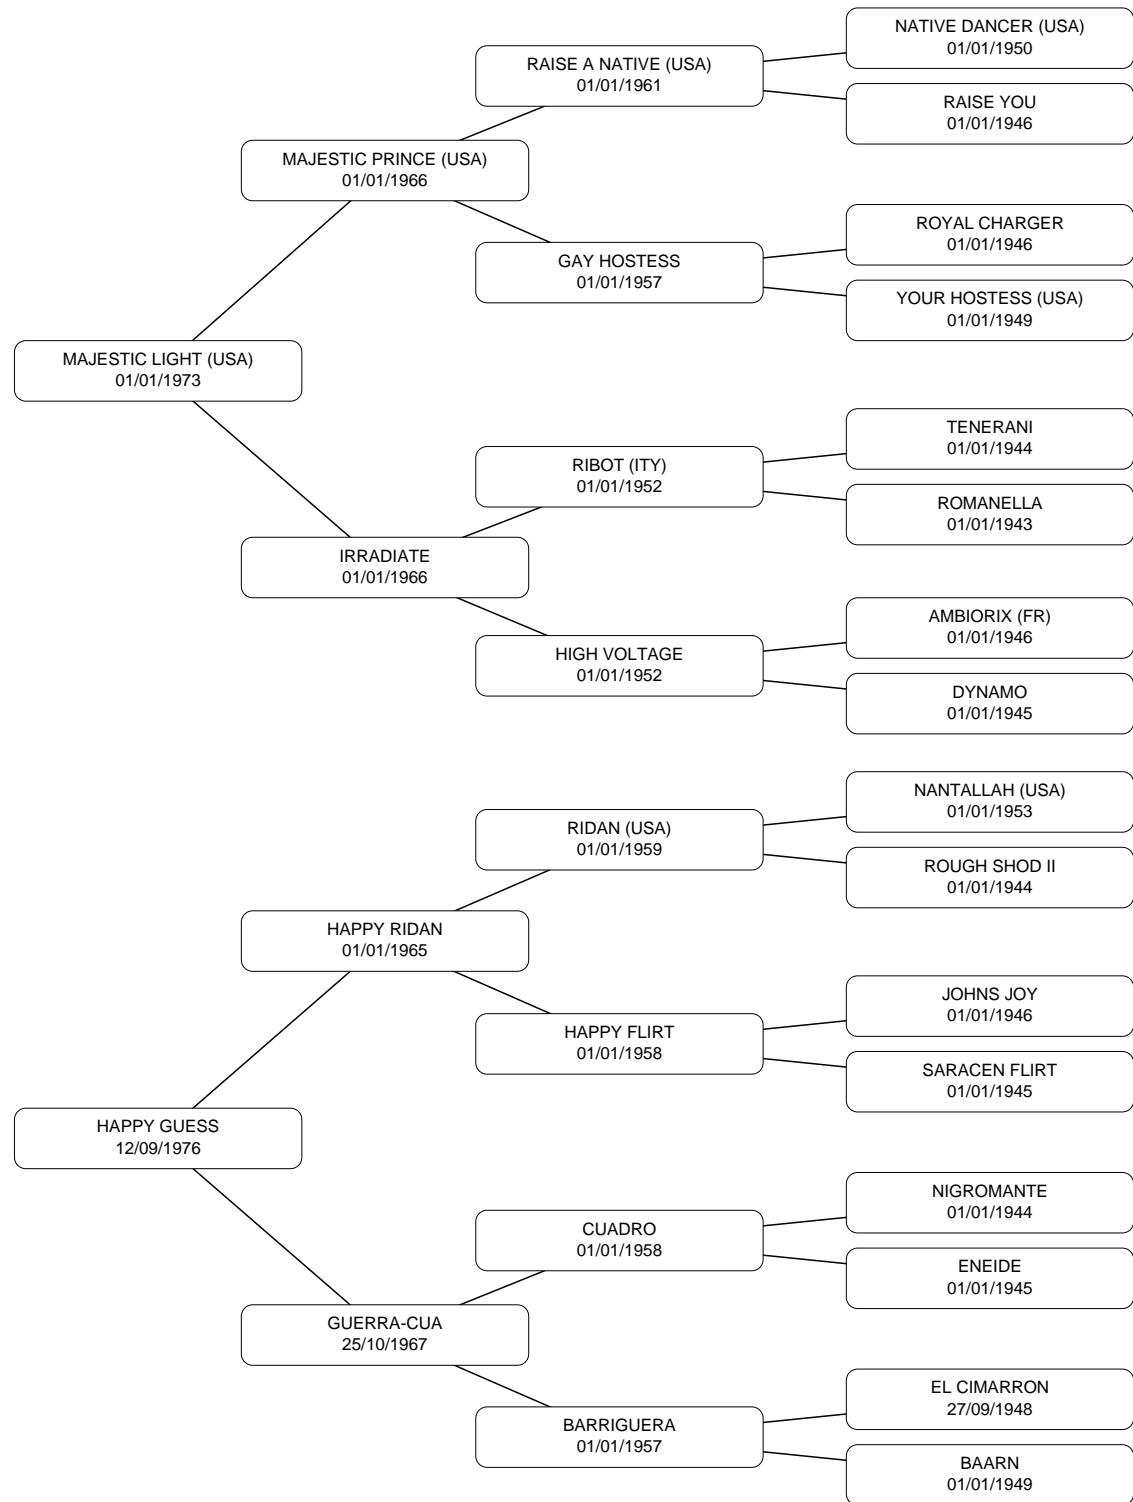 NATIVE DANCER (USA)
01/01/1950
RAISE A NATIVE (USA)
01/01/1961
RAISE YOU
01/01/1946
MAJESTIC PRINCE (USA)
01/01/1966
ROYAL CHARGER
01/01/1946
GAY HOSTESS
01/01/1957
YOUR HOSTESS (USA)
01/01/1949
MAJESTIC LIGHT (USA)
01/01/1973
TENERANI
01/01/1944
RIBOT (ITY)
01/01/1952
ROMANELLA
01/01/1943
IRRADIATE
01/01/1966
AMBIORIX (FR)
01/01/1946
HIGH VOLTAGE
01/01/1952
DYNAMO
01/01/1945
NANTALLAH (USA)
01/01/1953
RIDAN (USA)
01/01/1959
ROUGH SHOD II
01/01/1944
HAPPY RIDAN
01/01/1965
JOHNS JOY
01/01/1946
HAPPY FLIRT
01/01/1958
SARACEN FLIRT
01/01/1945
HAPPY GUESS
12/09/1976
NIGROMANTE
01/01/1944
CUADRO
01/01/1958
ENEIDE
01/01/1945
GUERRA-CUA
25/10/1967
EL CIMARRON
27/09/1948
BARRIGUERA
01/01/1957
BAARN
01/01/1949